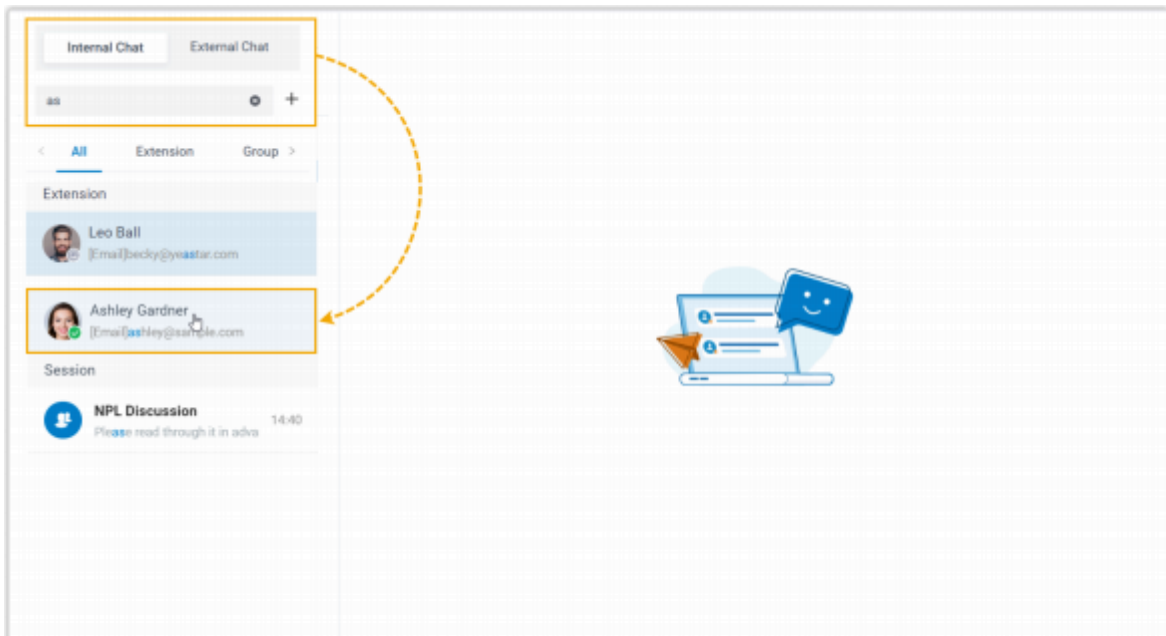 Internal Chat External Chat
as
All Extension Group
Extension
Leo Ball
[Email]becky@yeastar.com
Ashley Gardner
[Email]ashley@sample.com
Session
NPL Discussion 14:40
Please read through it in adva